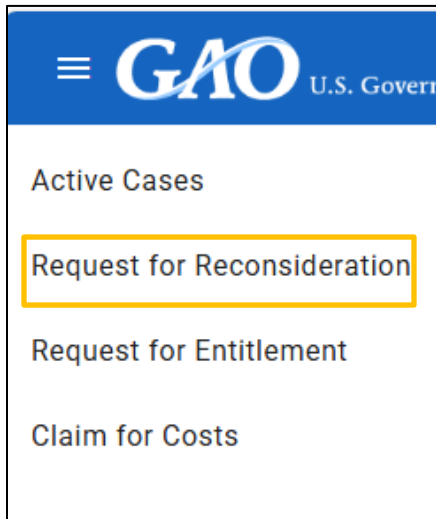 GAO U.S. Govern
Active Cases
Request for Reconsideration
Request for Entitlement
Claim for Costs